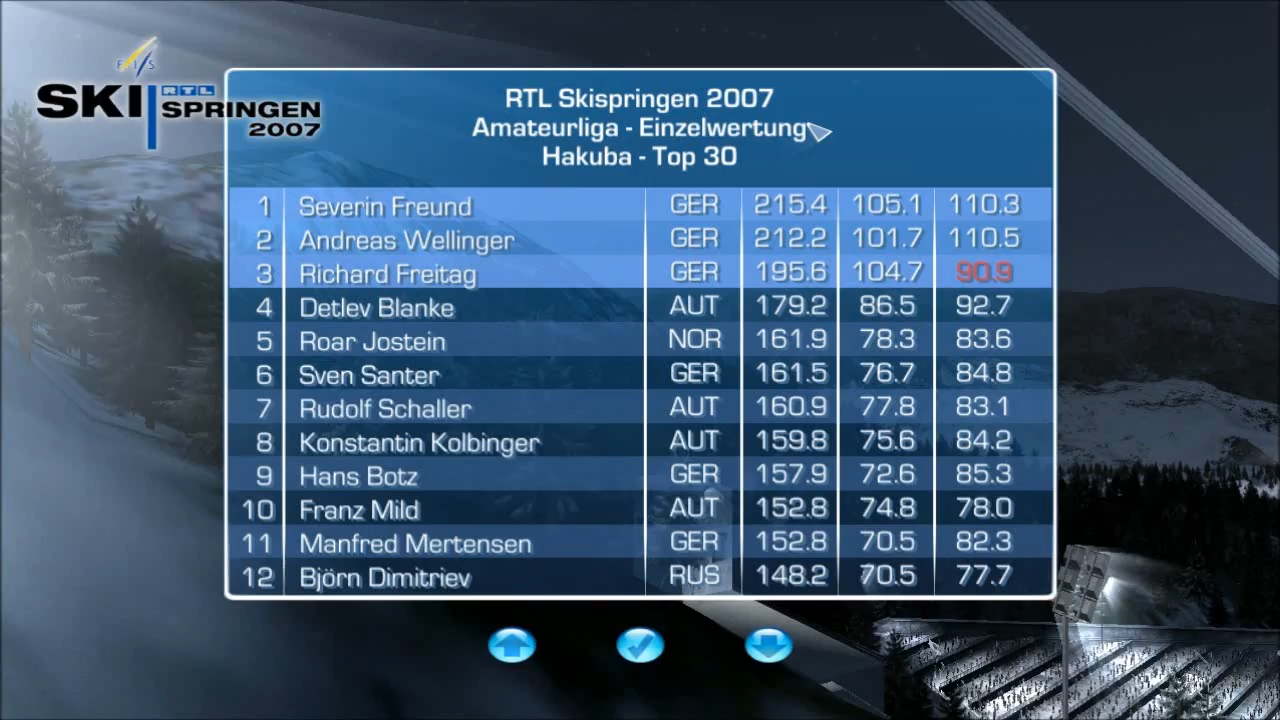 FIS
SKI RTL SPRINGEN
2007
RTL Skispringen 2007
Amateurliga - Einzelwertung
Hakuba - Top 30
1 Severin Freund GER 215.4 105.1 110.3
2 Andreas Wellinger GER 212.2 101.7 110.5
3 Richard Freitag GER 195.6 104.7 90.9
4 Detlev Blanke AUT 179.2 86.5 92.7
5 Roar Jostein NOR 161.9 78.3 83.6
6 Sven Santer GER 161.5 76.7 84.8
7 Rudolf Schaller AUT 160.9 77.8 83.1
8 Konstantin Kolbinger AUT 159.8 75.6 84.2
9 Hans Botz GER 157.9 72.6 85.3
10 Franz Mild AUT 152.8 74.8 78.0
11 Manfred Mertensen GER 152.8 70.5 82.3
12 Björn Dimitriev RUS 148.2 70.5 77.7